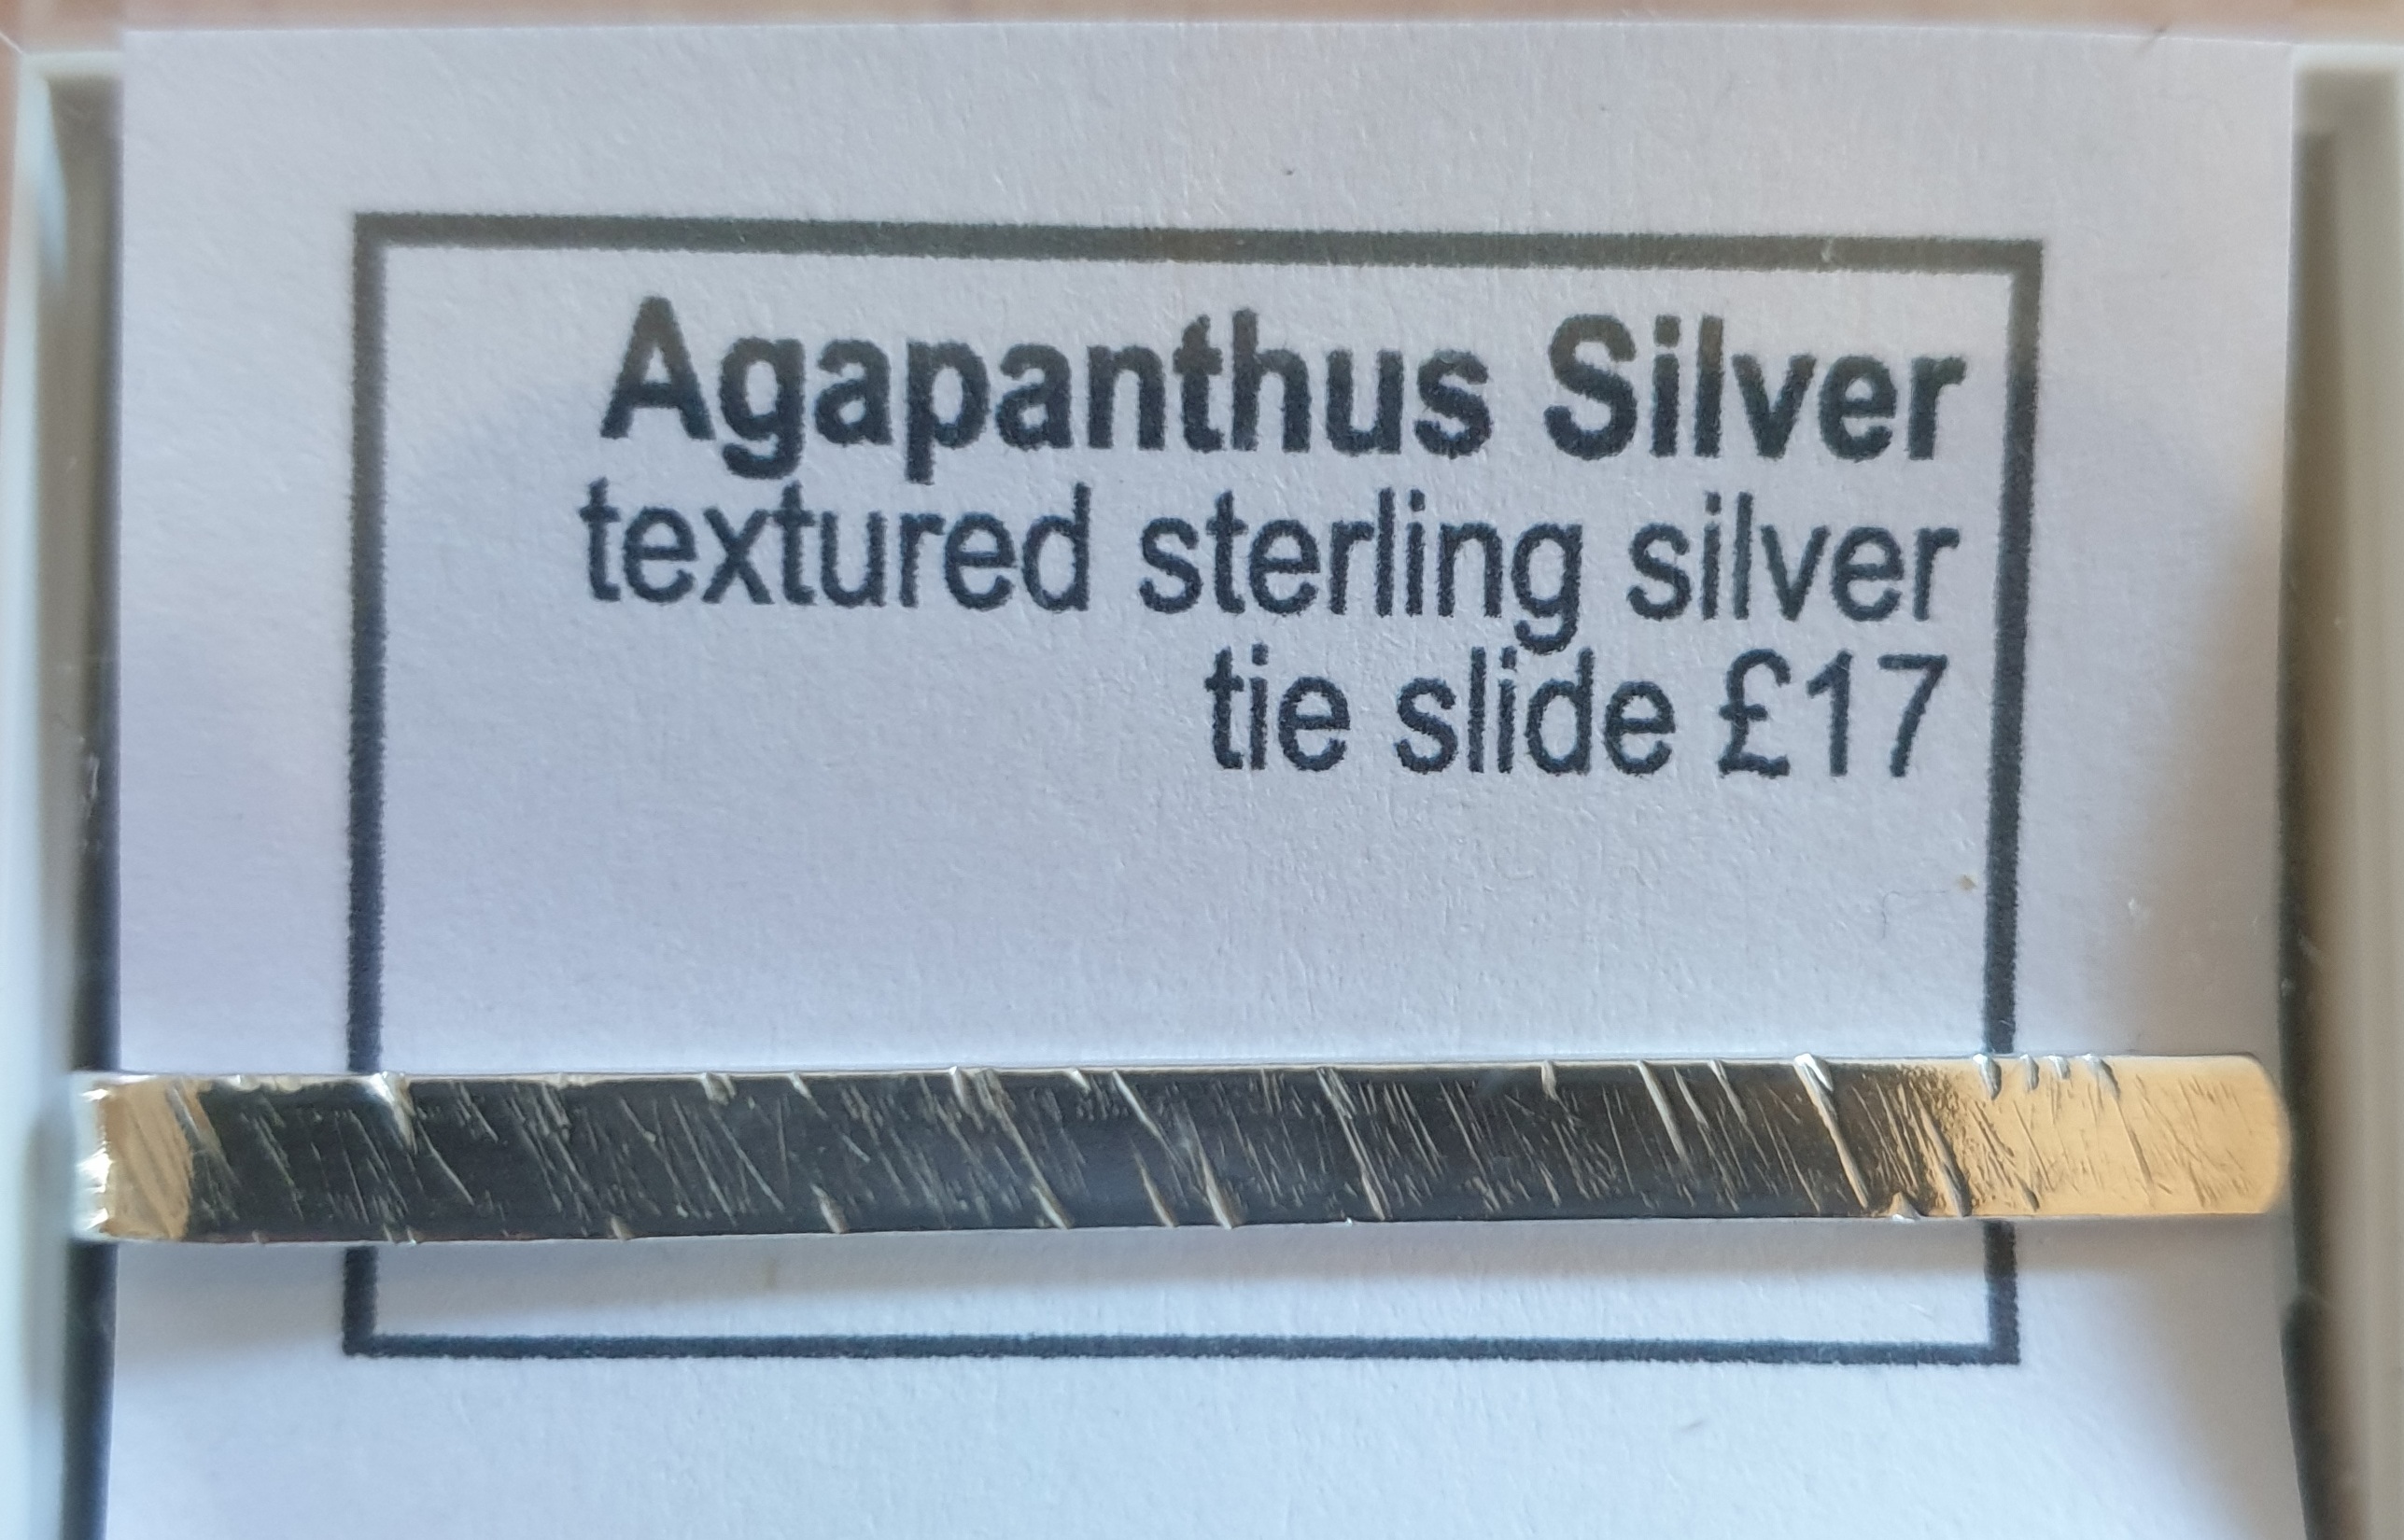 Agapanthus Silver
textured sterling silver
tie slide £17